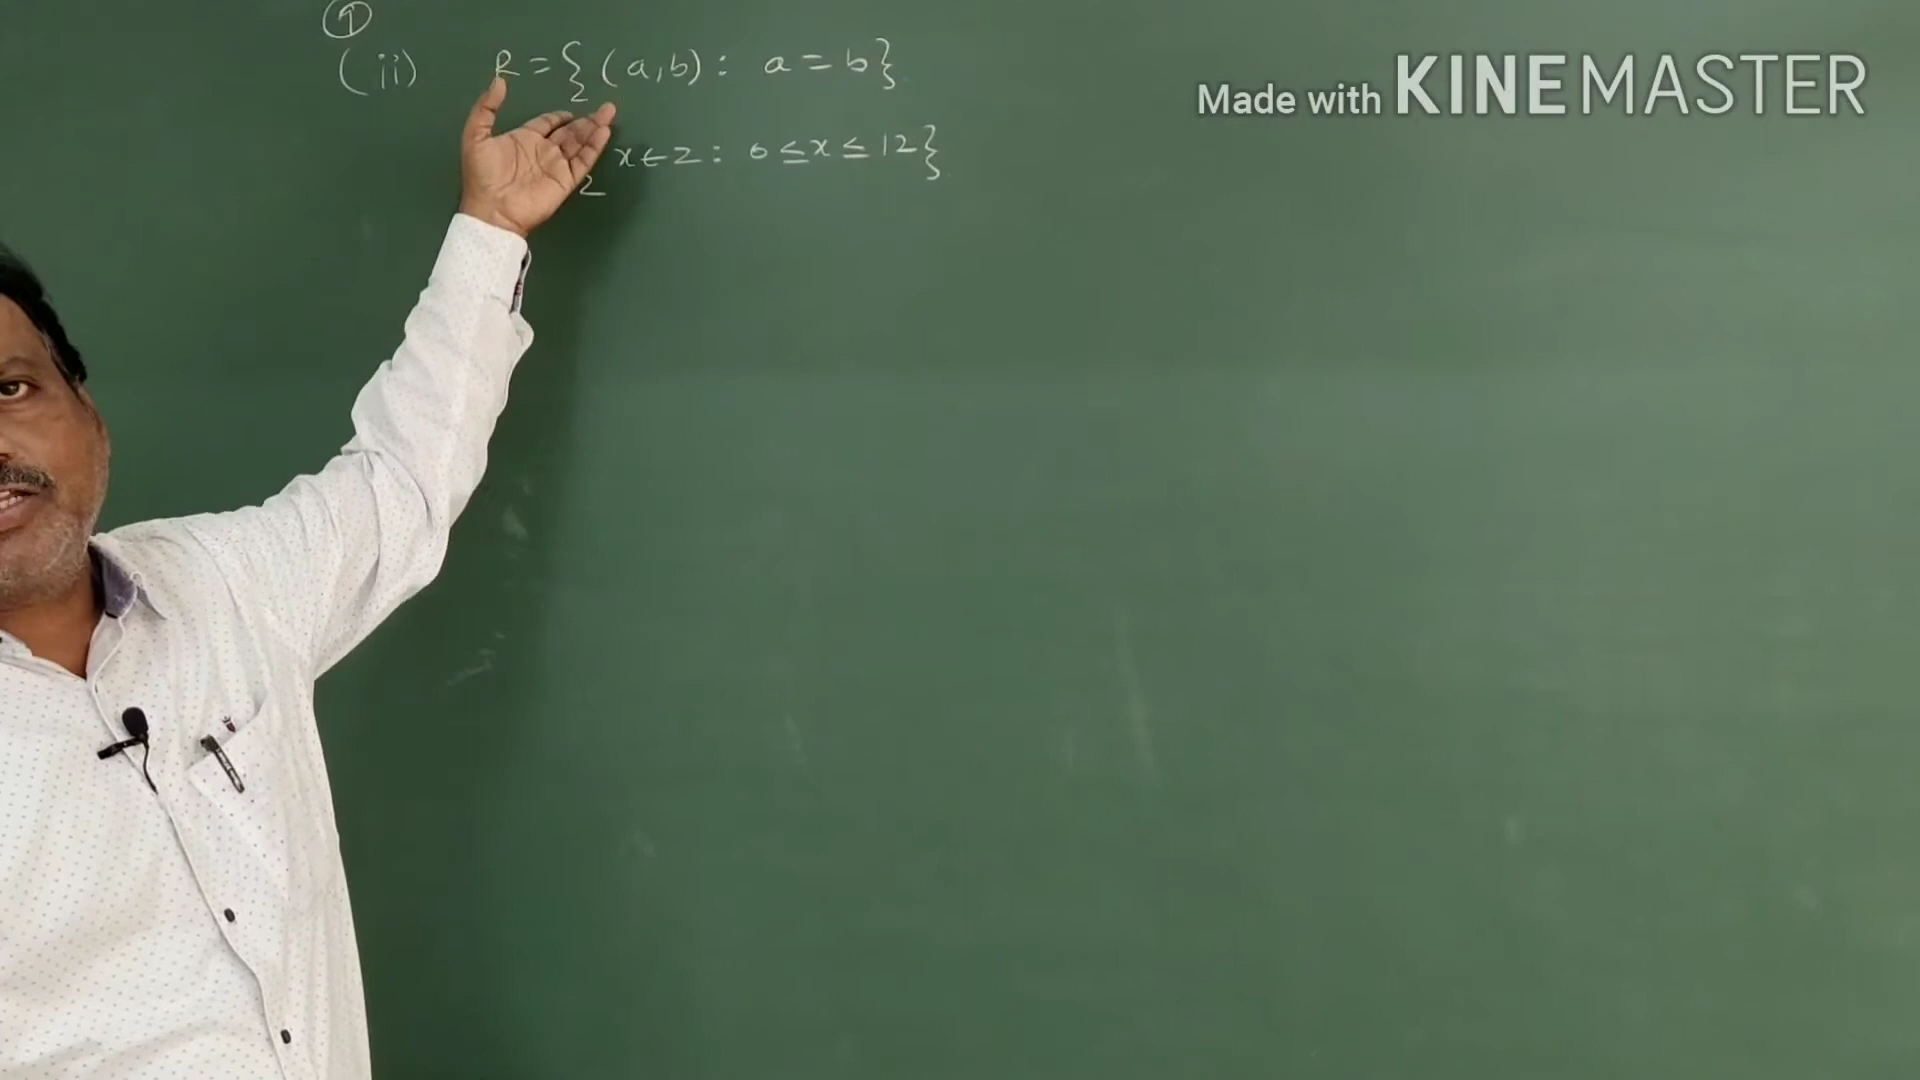 ①
(ii) R = {(a,b) : a = b}
x ∈ Z : 0 ≤ x ≤ 12}
Made with KINEMASTER